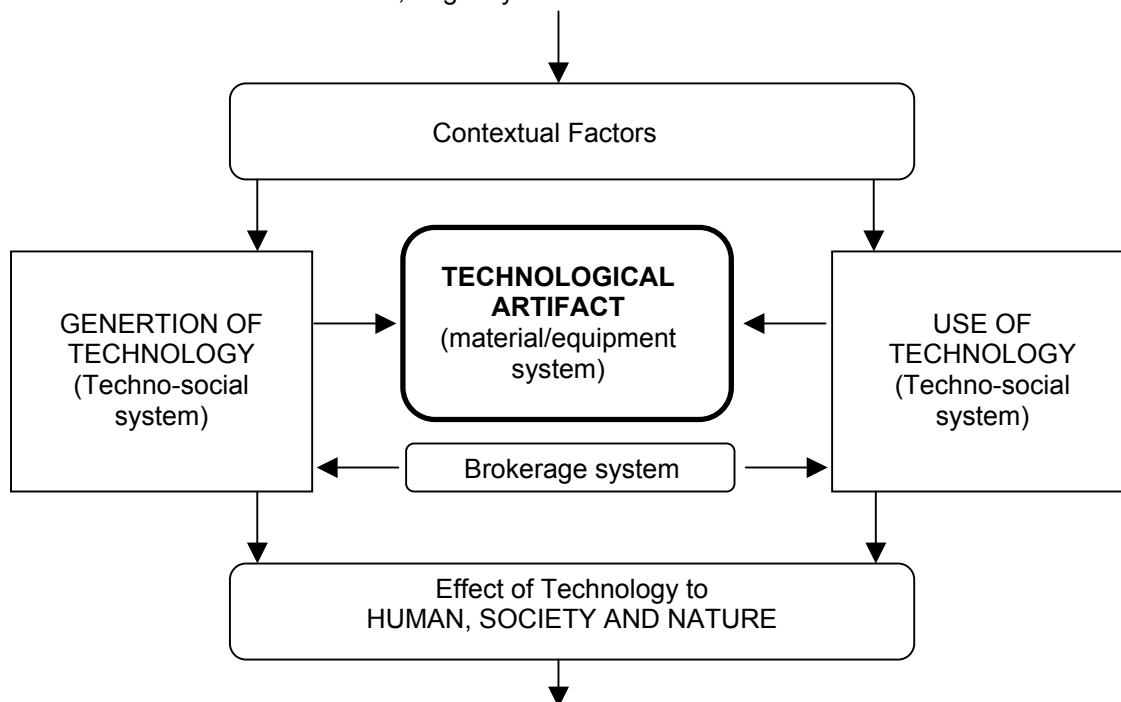 Contextual Factors
GENERTION OF
TECHNOLOGY
(Techno-social
system)
TECHNOLOGICAL
ARTIFACT
(material/equipment
system)
USE OF
TECHNOLOGY
(Techno-social
system)
Brokerage system
Effect of Technology to
HUMAN, SOCIETY AND NATURE